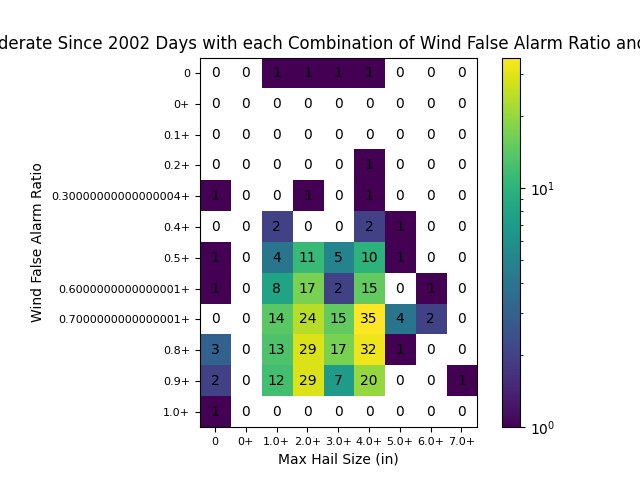 derate Since 2002 Days with each Combination of Wind False Alarm Ratio an
Wind False Alarm Ratio
0 0 0 1 1 1 1 0 0 0
0+ 0 0 0 0 0 0 0 0 0
0.1+ 0 0 0 0 0 0 0 0 0
0.2+ 0 0 0 0 0 1 0 0 0
0.30000000000000004+ 1 0 0 1 0 1 0 0 0
0.4+ 0 0 2 0 0 2 1 0 0
0.5+ 1 0 4 11 5 10 1 0 0
0.6000000000000001+ 1 0 8 17 2 15 0 1 0
0.7000000000000001+ 0 0 14 24 15 35 4 2 0
0.8+ 3 0 13 29 17 32 1 0 0
0.9+ 2 0 12 29 7 20 0 0 1
1.0+ 1 0 0 0 0 0 0 0 0
0 0+ 1.0+ 2.0+ 3.0+ 4.0+ 5.0+ 6.0+ 7.0+
Max Hail Size (in)
10¹
10⁰